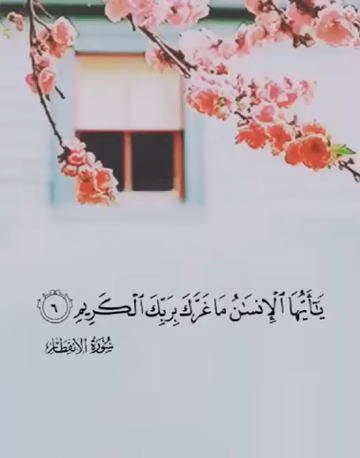 يَٰٓأَيُّهَا ٱلْإِنسَٰنُ مَا غَرَّكَ بِرَبِّكَ ٱلْكَرِيمِ ٦
سُورَةُ الانفِطَارِ